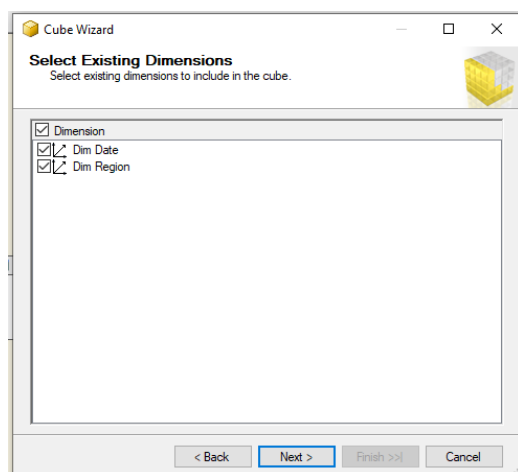 Cube Wizard
Select Existing Dimensions
Select existing dimensions to include in the cube.
Dimension
Dim Date
Dim Region
< Back Next > Finish >>| Cancel